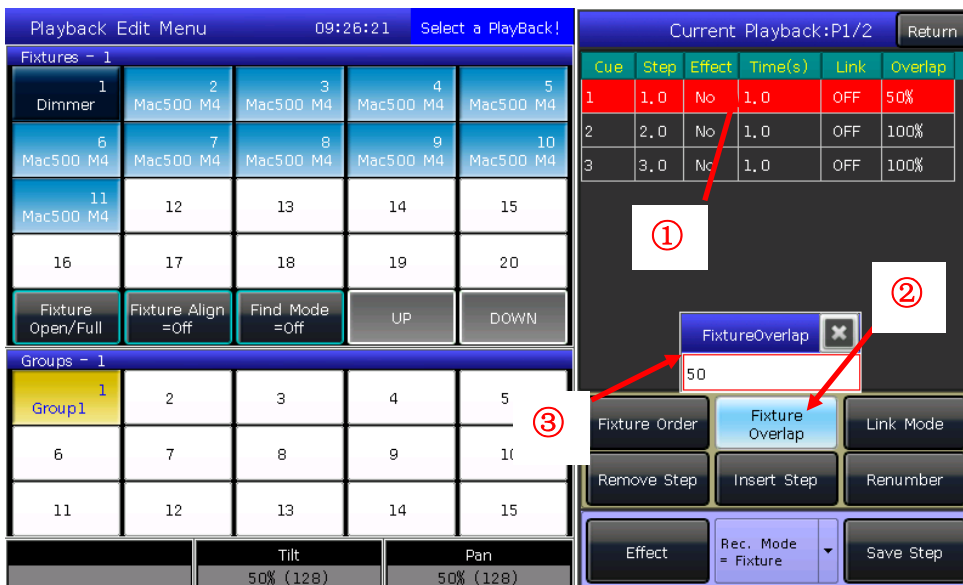 Playback Edit Menu 09:26:21 Select a PlayBack!
Fixtures - 1
1 2 3 4 5
Dimmer Mac500 M4 Mac500 M4 Mac500 M4 Mac500 M4
6 7 8 9 10
Mac500 M4 Mac500 M4 Mac500 M4 Mac500 M4 Mac500 M4
11
Mac500 M4
12 13 14 15
16 17 18 19 20
Fixture Fixture Align Find Mode
Open/Full =Off =Off
UP DOWN
Groups - 1
1
Group1
2 3 4 5
6 7 8 9
11 12 13 14 15
Tilt Pan
50% (128) 50% (128)
Current Playback:P1/2 Return
Cue Step Effect Time(s) Link Overlap
1 1.0 No 1.0 OFF 50%
2 2.0 No 1.0 OFF 100%
3 3.0 No 1.0 OFF 100%
①
②
FixtureOverlap
50
③
Fixture Order
Fixture
Overlap
Link Mode
Remove Step Insert Step Renumber
Effect
Rec. Mode
= Fixture
Save Step